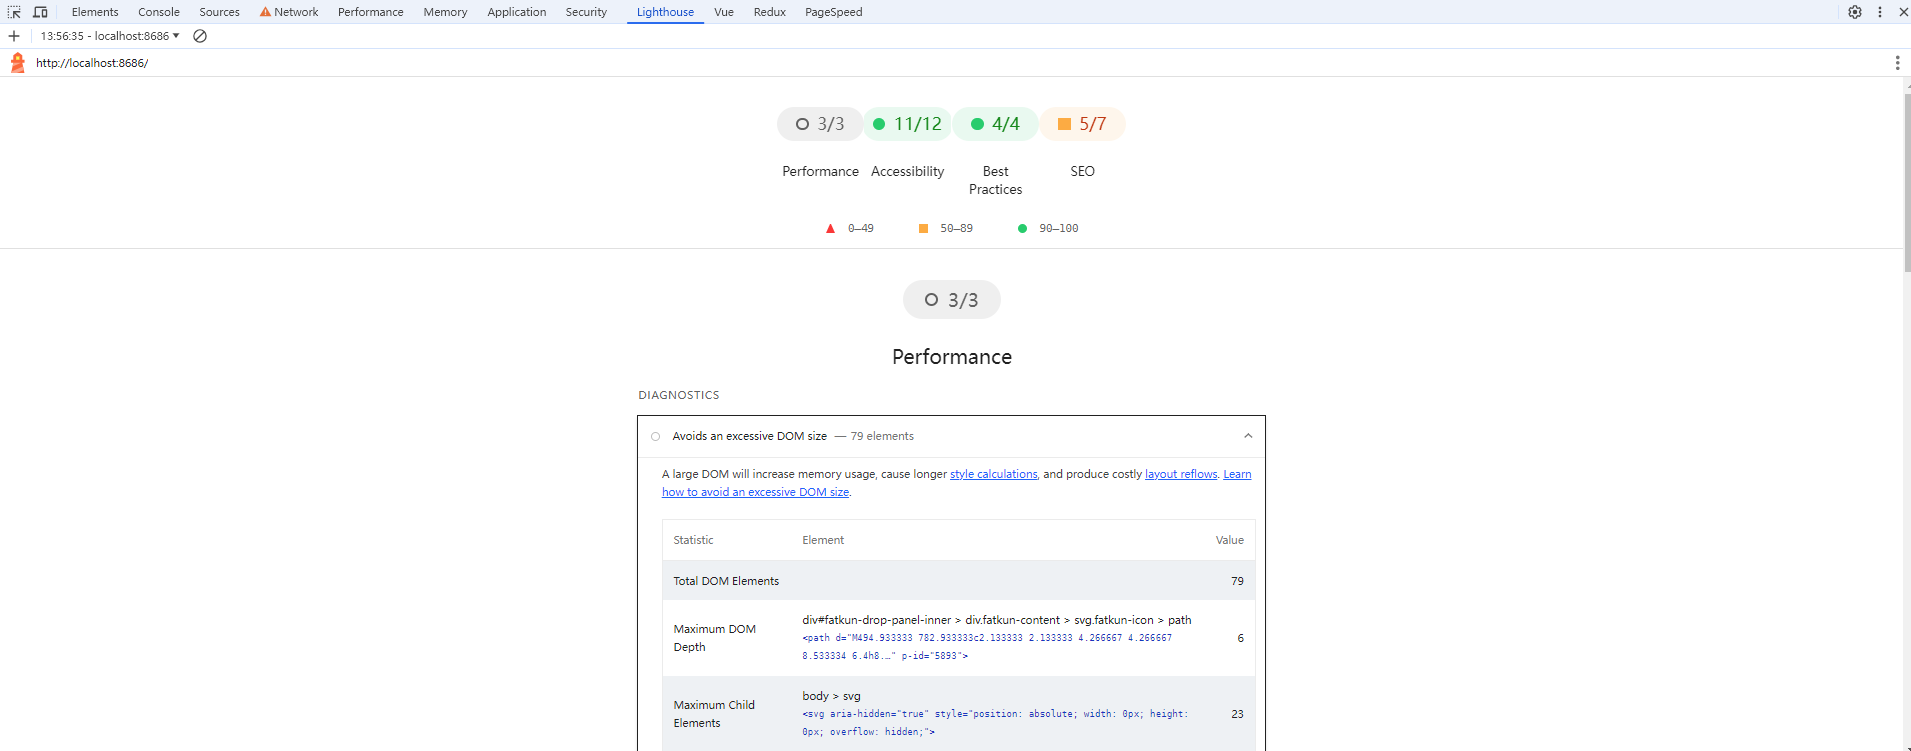 Elements Console Sources Network Performance Memory Application Security Lighthouse Vue Redux PageSpeed
13:56:35 - localhost:8686
http://localhost:8686/
3/3 11/12 4/4 5/7
Performance Accessibility Best Practices SEO
0–49 50–89 90–100
3/3
Performance
DIAGNOSTICS
Avoids an excessive DOM size — 79 elements
A large DOM will increase memory usage, cause longer style calculations, and produce costly layout reflows. Learn
how to avoid an excessive DOM size.
Statistic Element Value
Total DOM Elements 79
Maximum DOM Depth
div#fatkun-drop-panel-inner > div.fatkun-content > svg.fatkun-icon > path
<path d="M494.933333 782.933333c2.133333 2.133333 4.266667 4.266667
8.533334 6.4h8.…" p-id="5893">
6
Maximum Child Elements
body > svg
<svg aria-hidden="true" style="position: absolute; width: 0px; height:
0px; overflow: hidden;">
23